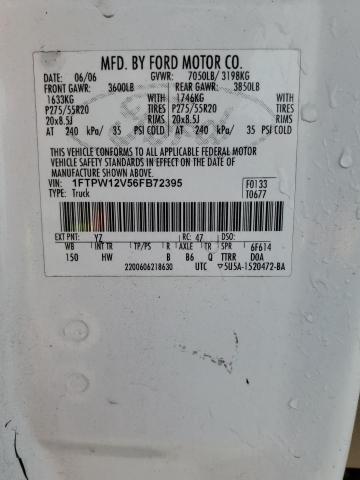 MFD. BY FORD MOTOR CO.
DATE: 06/06 GVWR: 7050LB/ 3198KG
FRONT GAWR: 3600LB REAR GAWR: 3850LB
1633KG WITH 1746KG WITH
P275/55R20 TIRES P275/55R20 TIRES
20x8.5J RIMS 20x8.5J RIMS
AT 240 kPa/ 35 PSI COLD AT 240 kPa/ 35 PSI COLD
THIS VEHICLE CONFORMS TO ALL APPLICABLE FEDERAL MOTOR
VEHICLE SAFETY AND THEFT PREVENTION STANDARDS IN EFFECT ON THE DATE OF
MANUFACTURE SHOWN ABOVE.
VIN: 1FTPW12V56FB72395 F0133
TYPE: Truck T0677
EXT PNT: YZ RC: 47 DSO:
WB INT TR TP/PS R AXLE TR SPR 6F614
150 HW B B6 Q TTRR DOA
2200606218630 UTC ▽5U5A-1520472-BA